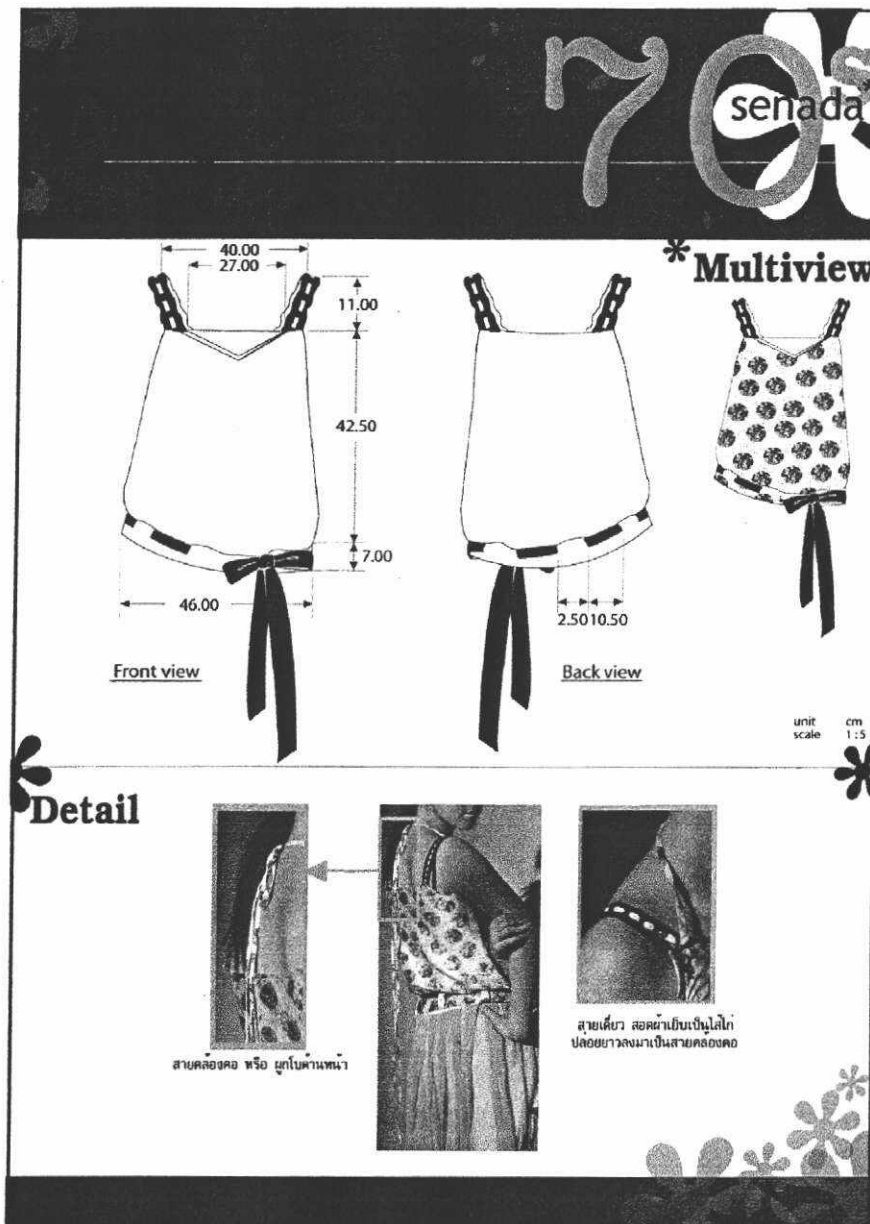 70s
senada*
* Multiview
40.00
27.00
11.00
42.50
7.00
46.00
2.50 10.50
Front view
Back view
unit cm
scale 1:5
Detail
สายคล้องคอ หรือ ผูกโบด้านหน้า
สายเดี่ยว สอดผ้าเย็บเป็นไส้ไก่
ปล่อยยาวลงมาเป็นสายคล้องคอ